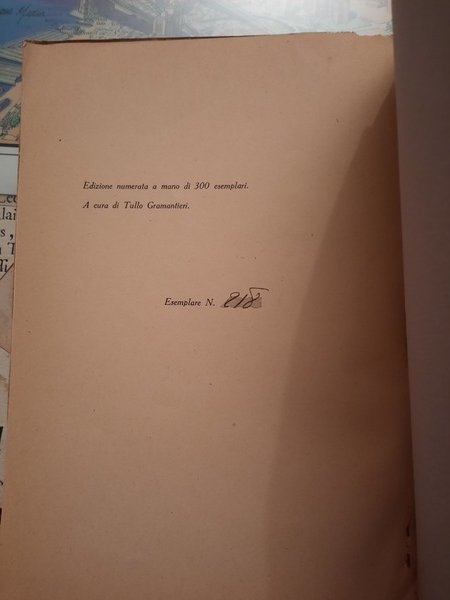 Edizione numerata a mano di 300 esemplari.
A cura di Tullo Gramantieri.
Esemplare N. 218